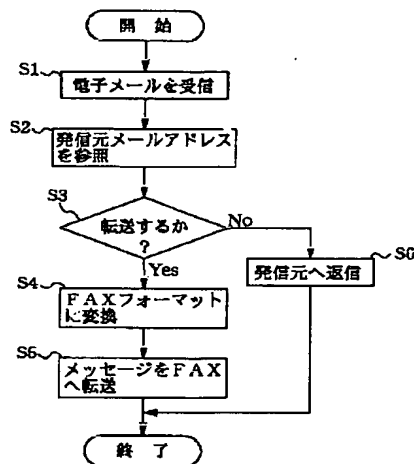 開 始
S1
電子メールを受信
S2
発信元メールアドレス
を参照
S3
転送するか
?
No
Yes
S6
発信元へ返信
S4
FAXフォーマット
に変換
S5
メッセージをFAX
へ転送
終 了